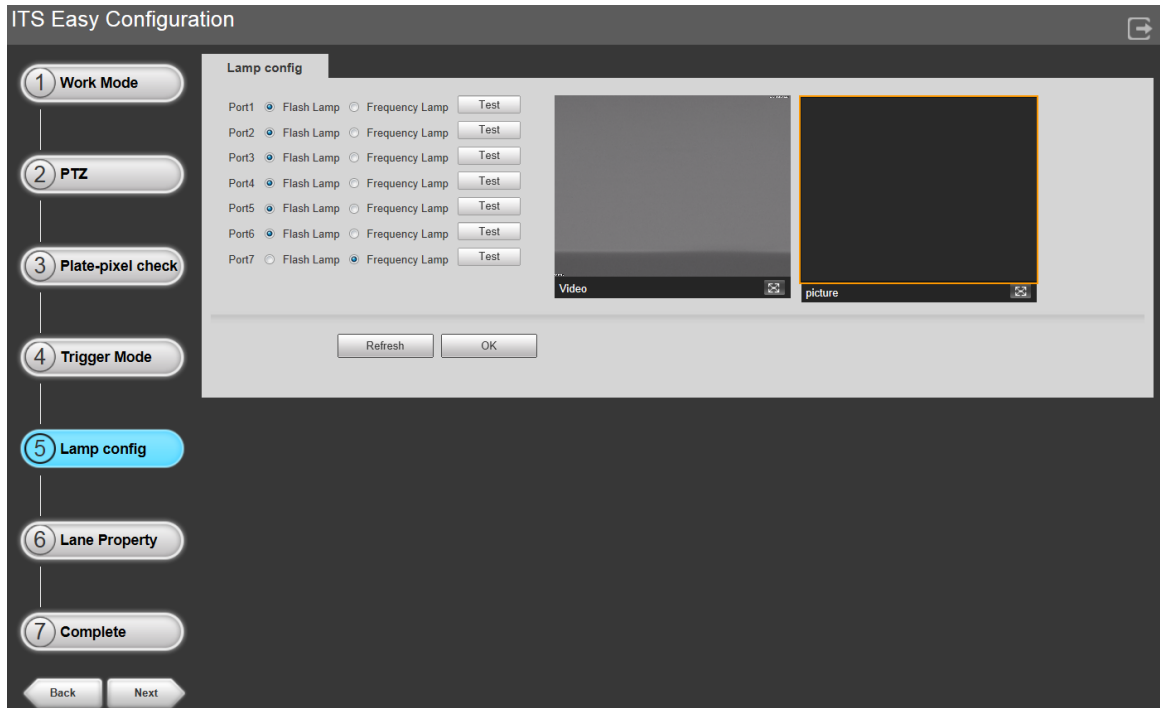 ITS Easy Configuration
1 Work Mode
2 PTZ
3 Plate-pixel check
4 Trigger Mode
5 Lamp config
6 Lane Property
7 Complete
Back Next
Lamp config
Port1 Flash Lamp Frequency Lamp Test
Port2 Flash Lamp Frequency Lamp Test
Port3 Flash Lamp Frequency Lamp Test
Port4 Flash Lamp Frequency Lamp Test
Port5 Flash Lamp Frequency Lamp Test
Port6 Flash Lamp Frequency Lamp Test
Port7 Flash Lamp Frequency Lamp Test
Video
picture
Refresh OK